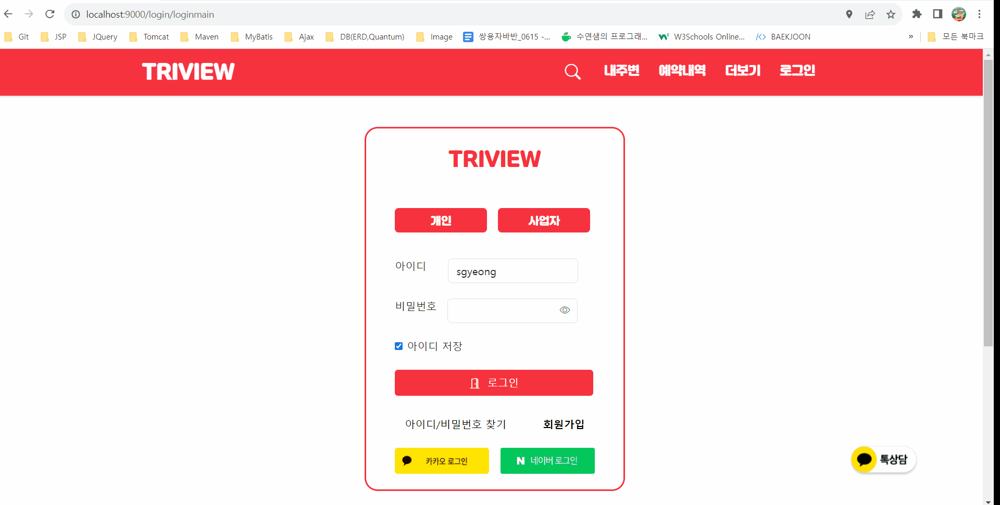 localhost:9000/login/loginmain
Git JSP JQuery Tomcat Maven MyBatis Ajax DB(ERD,Quantum) Image 쌍용자바반_0615 -... 수연샘의 프로그래... W3Schools Online... BAEKJOON » 모든 북마크
TRIVIEW 내주변 예약내역 더보기 로그인
TRIVIEW
개인 사업자
아이디 sgyeong
비밀번호
아이디 저장
로그인
아이디/비밀번호 찾기 회원가입
카카오 로그인 N 네이버 로그인
톡상담